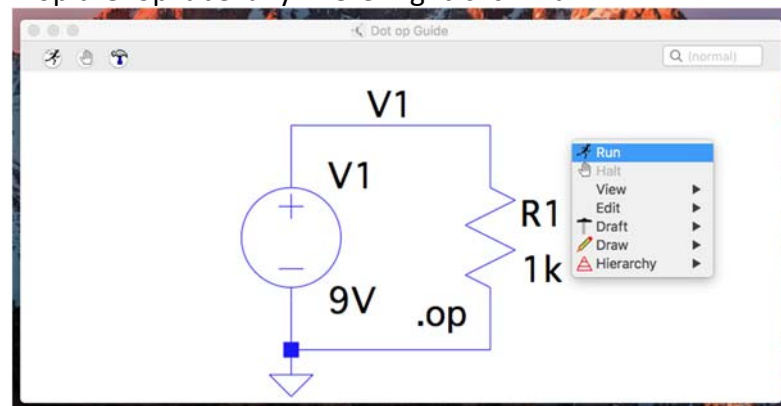 Dot op Guide
(normal)
V1
V1
R1
1k
9V
.op
Run
Halt
View
Edit
Draft
Draw
Hierarchy